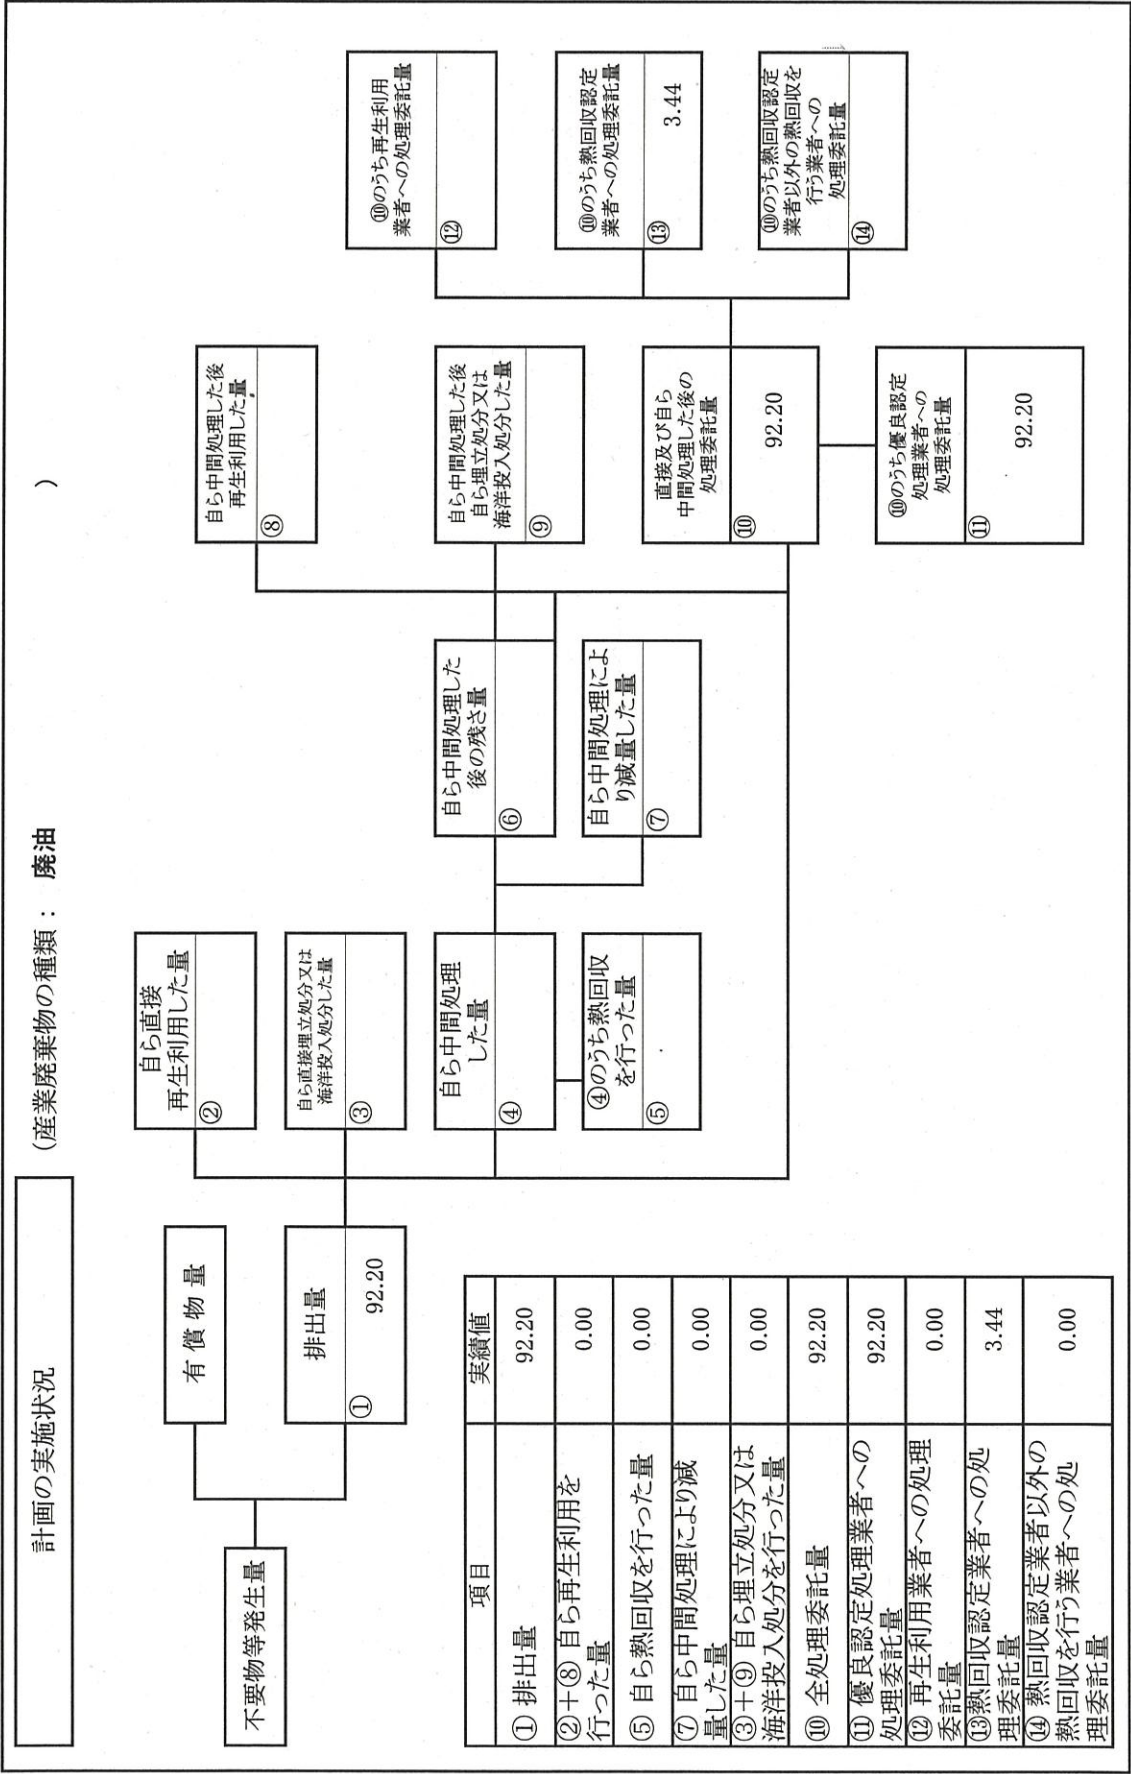 計画の実施状況
（産業廃棄物の種類： 廃油 ）
不要物等発生量
有 償 物 量
排出量
① 92.20
自ら直接
再生利用した量
②
自ら直接埋立処分又は
海洋投入処分した量
③
自ら中間処理
した量
④
④のうち熱回収
を行った量
⑤
自ら中間処理した
後の残さ量
⑥
自ら中間処理によ
り減量した量
⑦
自ら中間処理した後
再生利用した量
⑧
自ら中間処理した後
自ら埋立処分又は
海洋投入処分した量
⑨
直接及び自ら
中間処理した後の
処理委託量
⑩ 92.20
⑩のうち優良認定
処理業者への
処理委託量
⑪ 92.20
⑩のうち再生利用
業者への処理委託量
⑫
⑩のうち熱回収認定
業者への処理委託量
⑬ 3.44
⑩のうち熱回収認定
業者以外の熱回収を
行う業者への
処理委託量
⑭
項目 実績値
① 排出量 92.20
②＋⑧ 自ら再生利用を
行った量 0.00
⑤ 自ら熱回収を行った量 0.00
⑦ 自ら中間処理により減
量した量 0.00
③＋⑨ 自ら埋立処分又は
海洋投入処分を行った量 0.00
⑩ 全処理委託量 92.20
⑪ 優良認定処理業者への
処理委託量 92.20
⑫ 再生利用業者への処理
委託量 0.00
⑬熱回収認定業者への処
理委託量 3.44
⑭ 熱回収認定業者以外の
熱回収を行う業者への処
理委託量 0.00